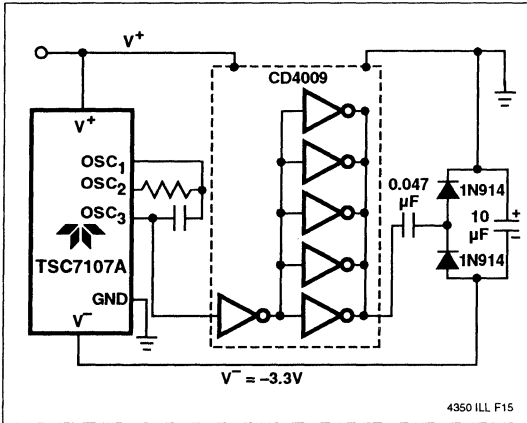 V+
CD4009
V+
OSC1
OSC2
OSC3
TSC7107A
GND
V−
0.047
µF
1N914
10
µF
+
−
1N914
V− = −3.3V
4350 ILL F15